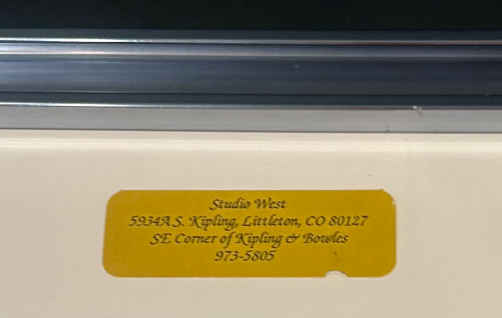 Studio West
5934A S. Kipling, Littleton, CO 80127
SE Corner of Kipling & Bowles
973-5805